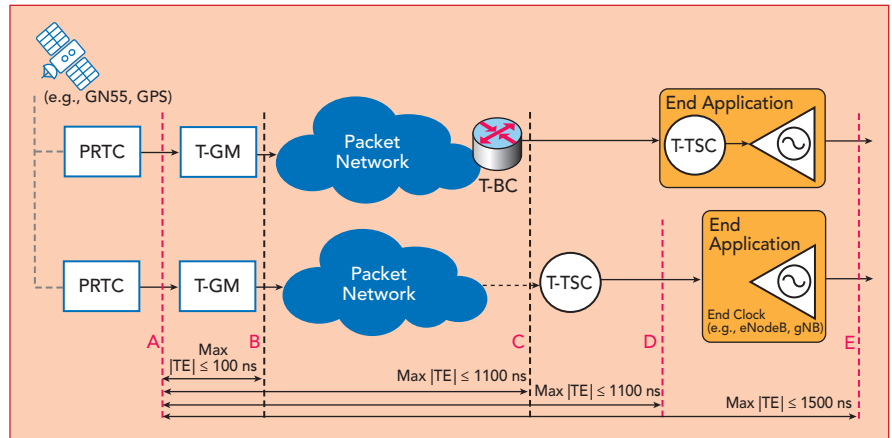 (e.g., GN55, GPS)
PRTC
T-GM
Packet
Network
T-BC
End Application
T-TSC
PRTC
T-GM
Packet
Network
T-TSC
End
Application
End Clock
(e.g., eNodeB, gNB)
A
B
C
D
E
Max
|TE| ≤ 100 ns
Max |TE| ≤ 1100 ns
Max |TE| ≤ 1100 ns
Max |TE| ≤ 1500 ns